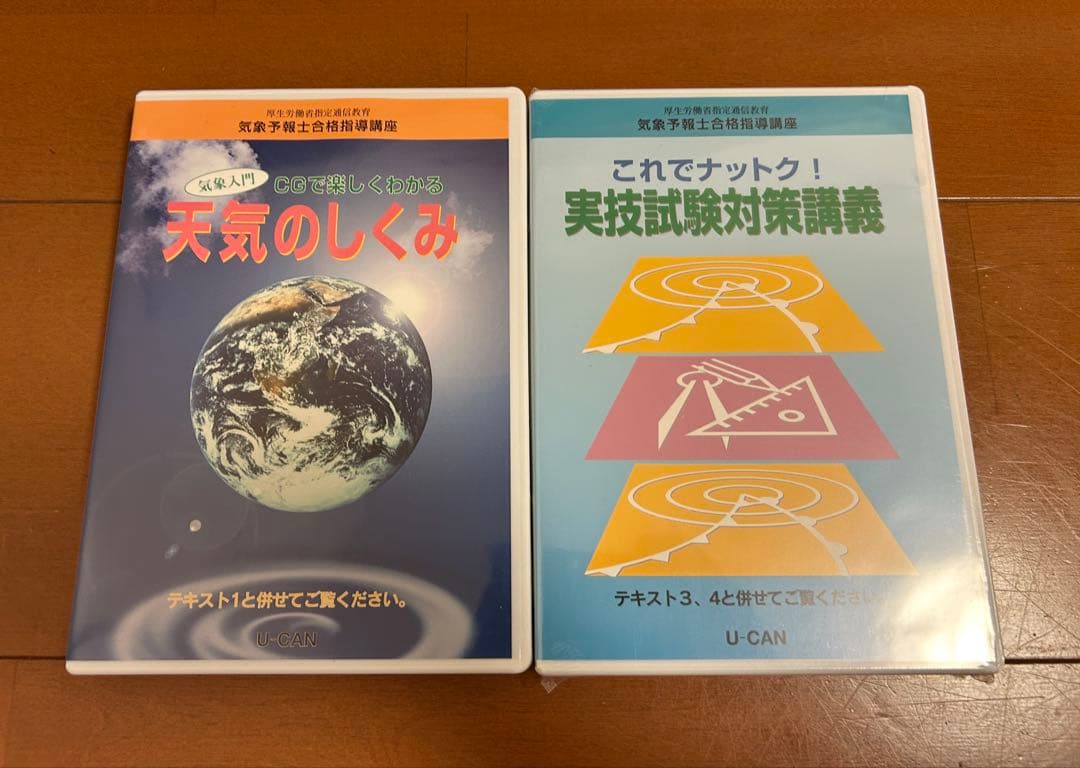 厚生労働省指定通信教育
気象予報士合格指導講座
気象入門
CGで楽しくわかる
天気のしくみ
テキスト1と併せてご覧ください。
U-CAN
厚生労働省指定通信教育
気象予報士合格指導講座
これでナットク!
実技試験対策講義
テキスト3、4と併せてご覧ください。
U-CAN